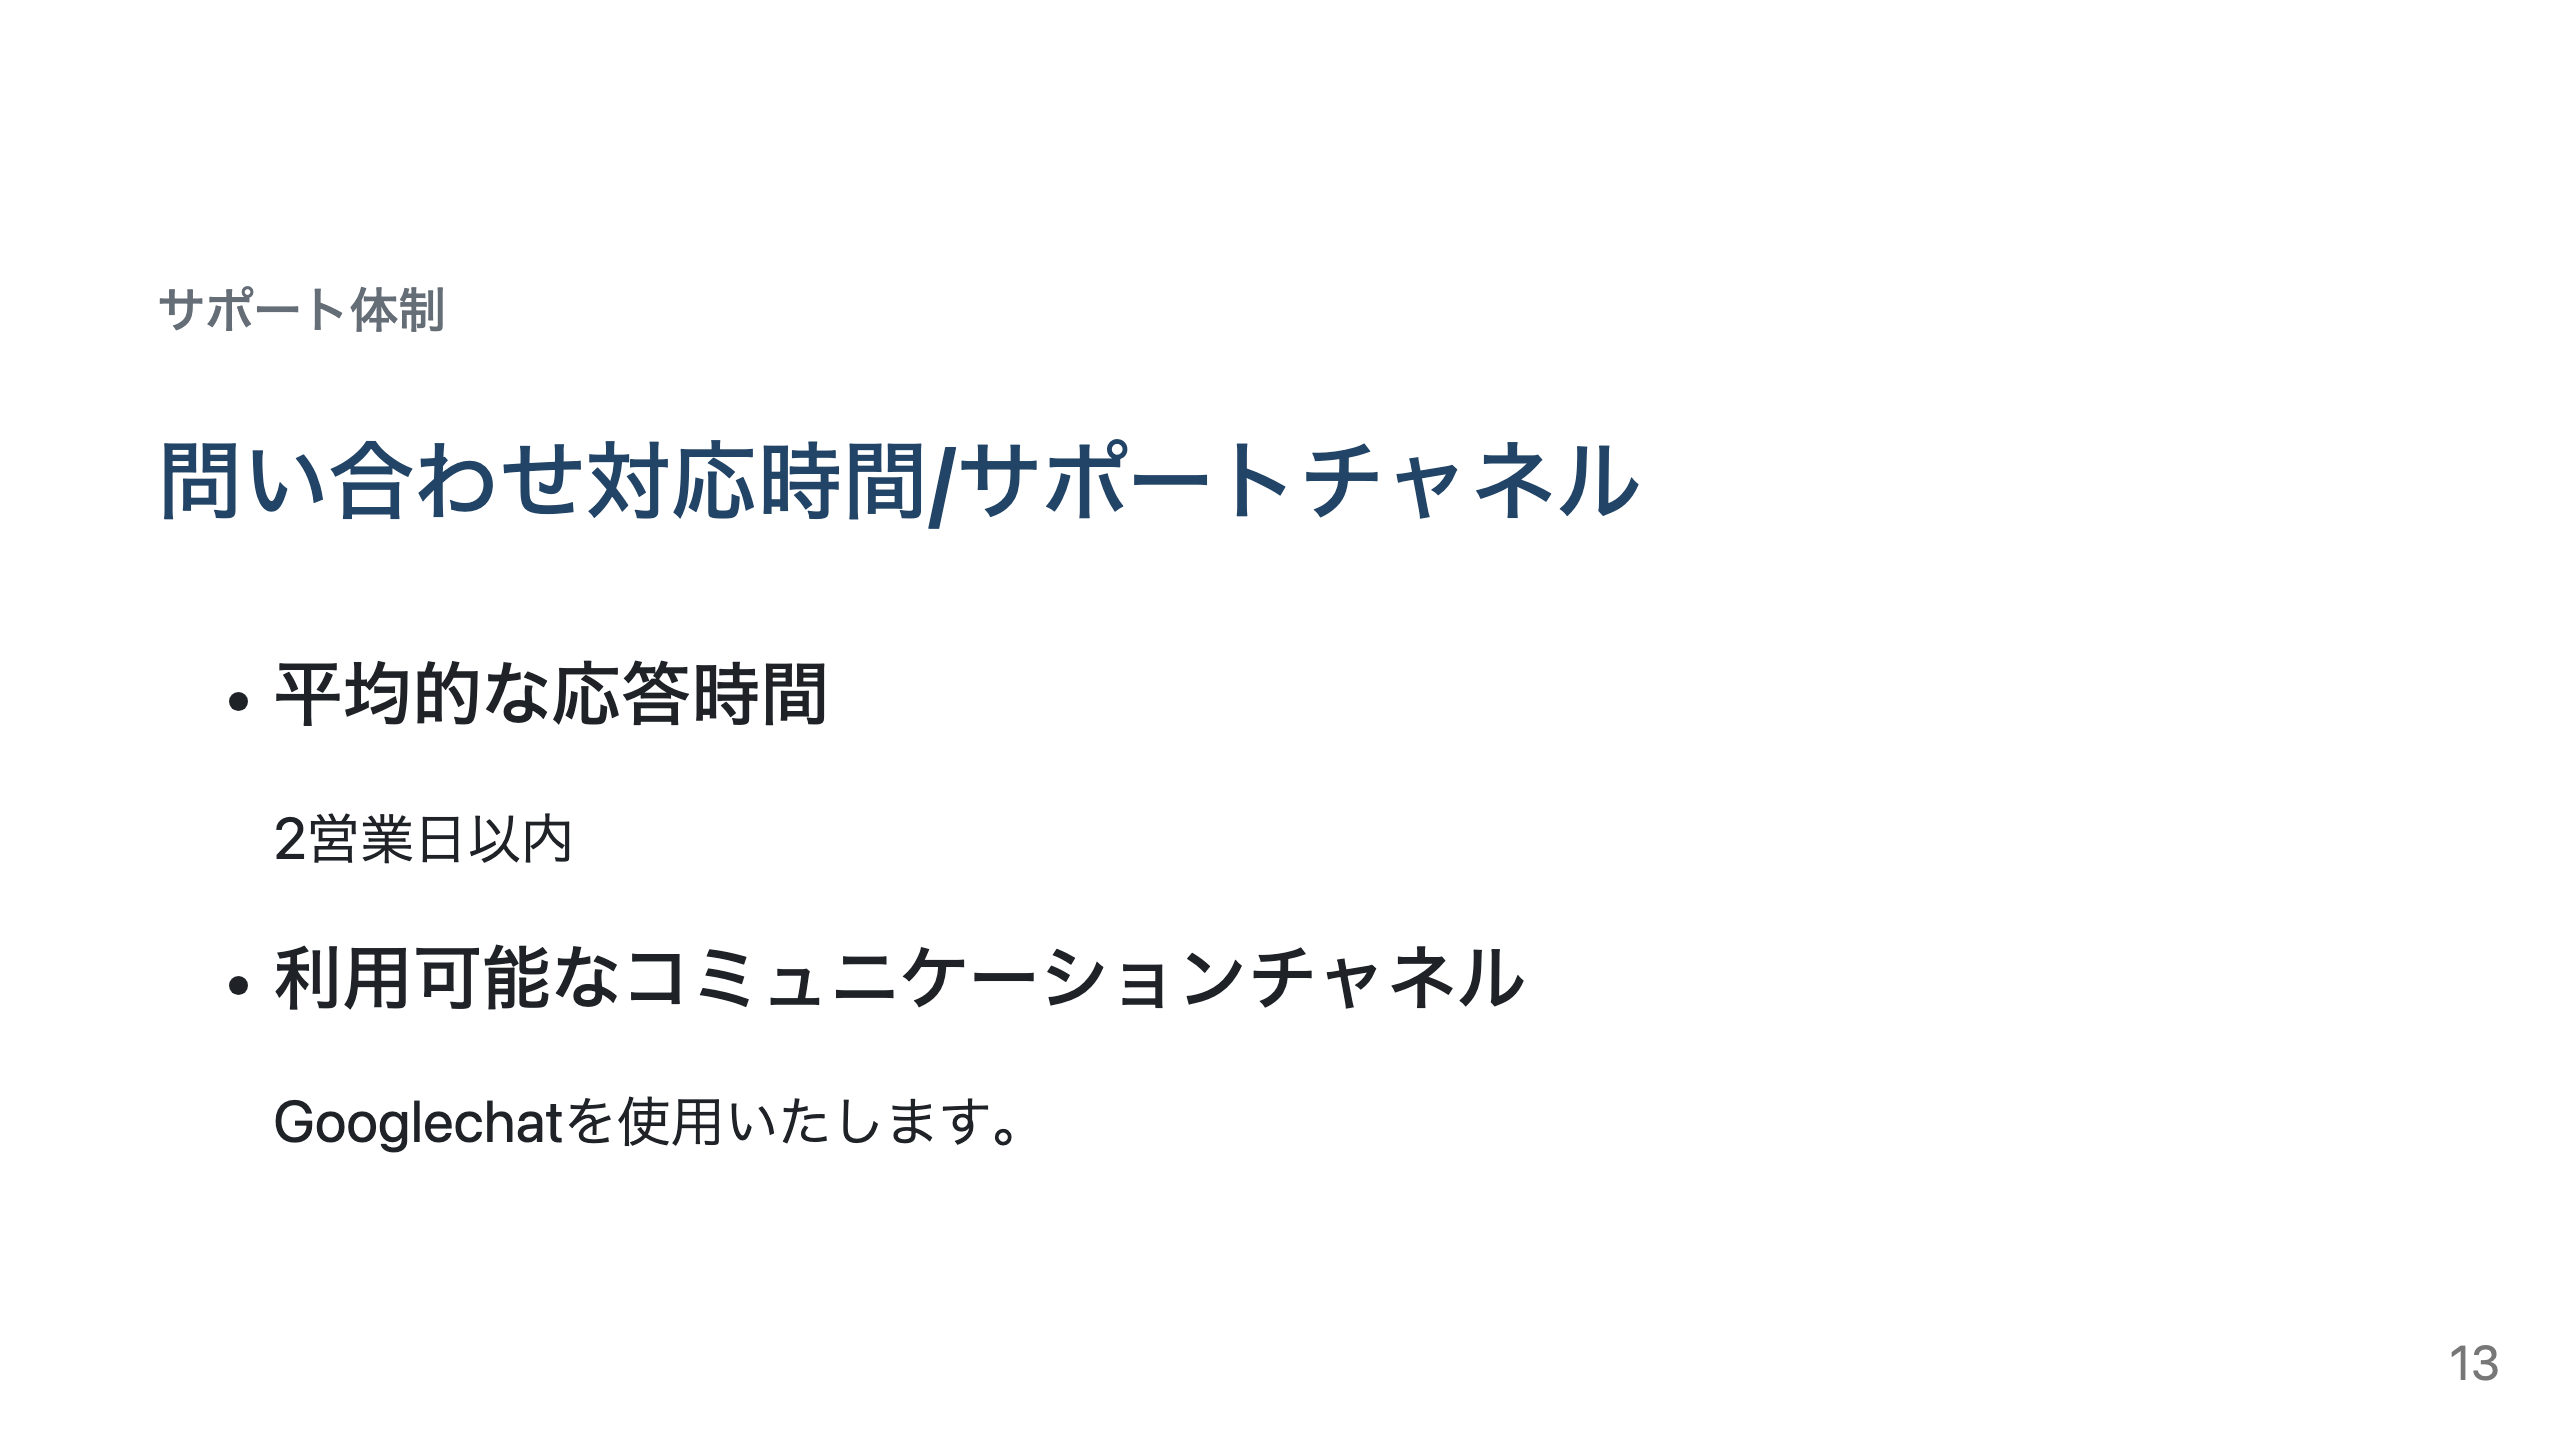 サポート体制
問い合わせ対応時間/サポートチャネル
• 平均的な応答時間
2営業日以内
• 利用可能なコミュニケーションチャネル
Googlechatを使用いたします。
13